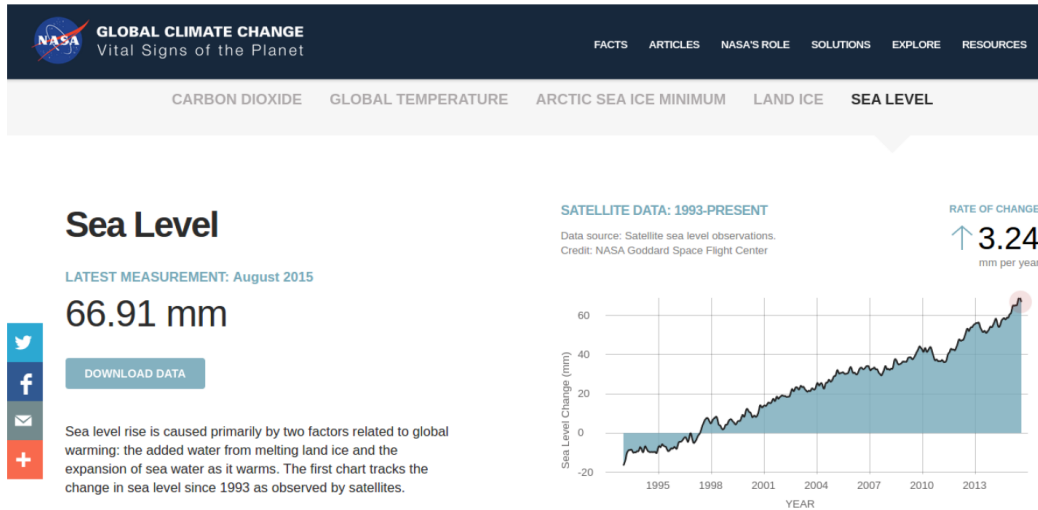 NASA
GLOBAL CLIMATE CHANGE
Vital Signs of the Planet
FACTS ARTICLES NASA'S ROLE SOLUTIONS EXPLORE RESOURCES
CARBON DIOXIDE GLOBAL TEMPERATURE ARCTIC SEA ICE MINIMUM LAND ICE SEA LEVEL
Sea Level
LATEST MEASUREMENT: August 2015
66.91 mm
DOWNLOAD DATA
Sea level rise is caused primarily by two factors related to global
warming: the added water from melting land ice and the
expansion of sea water as it warms. The first chart tracks the
change in sea level since 1993 as observed by satellites.
SATELLITE DATA: 1993-PRESENT
Data source: Satellite sea level observations.
Credit: NASA Goddard Space Flight Center
RATE OF CHANGE
3.24
mm per year
Sea Level Change (mm)
60
40
20
0
-20
1995 1998 2001 2004 2007 2010 2013
YEAR